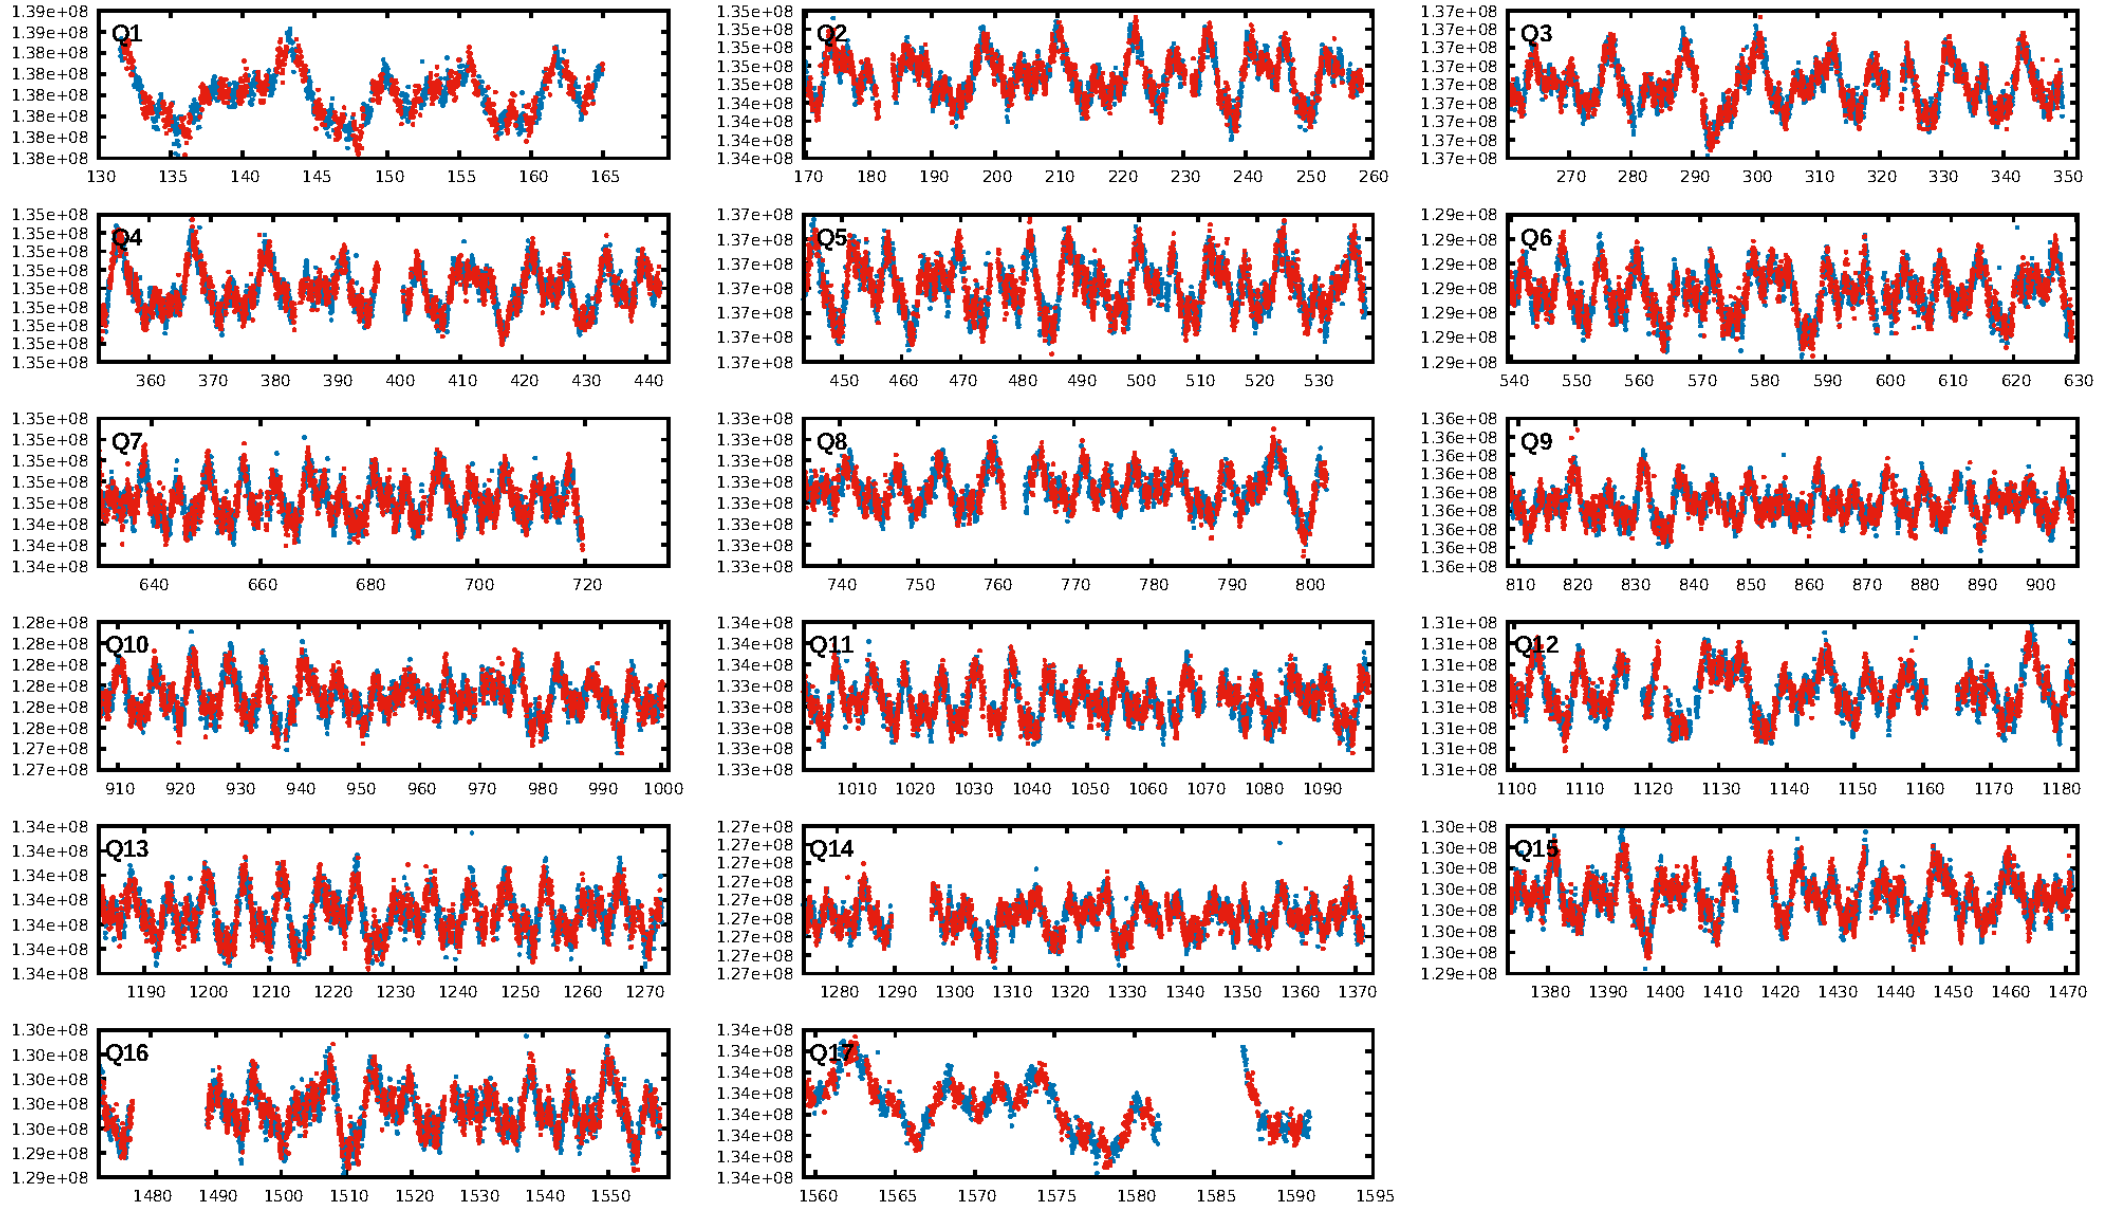 1.39e+08
1.39e+08
1.38e+08
1.38e+08
1.38e+08
1.38e+08
1.38e+08
1.38e+08
Q1
130 135 140 145 150 155 160 165
1.35e+08
1.35e+08
1.35e+08
1.35e+08
1.35e+08
1.34e+08
1.34e+08
1.34e+08
1.34e+08
Q2
170 180 190 200 210 220 230 240 250 260
1.37e+08
1.37e+08
1.37e+08
1.37e+08
1.37e+08
1.37e+08
1.37e+08
1.37e+08
1.37e+08
Q3
270 280 290 300 310 320 330 340 350
1.35e+08
1.35e+08
1.35e+08
1.35e+08
1.35e+08
1.35e+08
1.35e+08
1.35e+08
1.35e+08
Q4
360 370 380 390 400 410 420 430 440
1.37e+08
1.37e+08
1.37e+08
1.37e+08
1.37e+08
1.37e+08
1.37e+08
Q5
450 460 470 480 490 500 510 520 530
1.29e+08
1.29e+08
1.29e+08
1.29e+08
1.29e+08
1.29e+08
1.29e+08
Q6
540 550 560 570 580 590 600 610 620 630
1.35e+08
1.35e+08
1.35e+08
1.35e+08
1.35e+08
1.34e+08
1.34e+08
1.34e+08
Q7
640 660 680 700 720
1.33e+08
1.33e+08
1.33e+08
1.33e+08
1.33e+08
1.33e+08
1.33e+08
1.33e+08
Q8
740 750 760 770 780 790 800
1.36e+08
1.36e+08
1.36e+08
1.36e+08
1.36e+08
1.36e+08
1.36e+08
1.36e+08
1.36e+08
Q9
810 820 830 840 850 860 870 880 890 900
1.28e+08
1.28e+08
1.28e+08
1.28e+08
1.28e+08
1.28e+08
1.27e+08
1.27e+08
Q10
910 920 930 940 950 960 970 980 990 1000
1.34e+08
1.34e+08
1.34e+08
1.33e+08
1.33e+08
1.33e+08
1.33e+08
1.33e+08
Q11
1010 1020 1030 1040 1050 1060 1070 1080 1090
1.31e+08
1.31e+08
1.31e+08
1.31e+08
1.31e+08
1.31e+08
1.31e+08
1.31e+08
Q12
1100 1110 1120 1130 1140 1150 1160 1170 1180
1.34e+08
1.34e+08
1.34e+08
1.34e+08
1.34e+08
1.34e+08
1.34e+08
Q13
1190 1200 1210 1220 1230 1240 1250 1260 1270
1.27e+08
1.27e+08
1.27e+08
1.27e+08
1.27e+08
1.27e+08
1.27e+08
1.27e+08
1.27e+08
Q14
1280 1290 1300 1310 1320 1330 1340 1350 1360 1370
1.30e+08
1.30e+08
1.30e+08
1.30e+08
1.30e+08
1.30e+08
1.30e+08
1.29e+08
Q15
1380 1390 1400 1410 1420 1430 1440 1450 1460 1470
1.30e+08
1.30e+08
1.30e+08
1.30e+08
1.30e+08
1.29e+08
1.29e+08
Q16
1480 1490 1500 1510 1520 1530 1540 1550
1.34e+08
1.34e+08
1.34e+08
1.34e+08
1.34e+08
1.34e+08
1.34e+08
1.34e+08
Q17
1560 1565 1570 1575 1580 1585 1590 1595